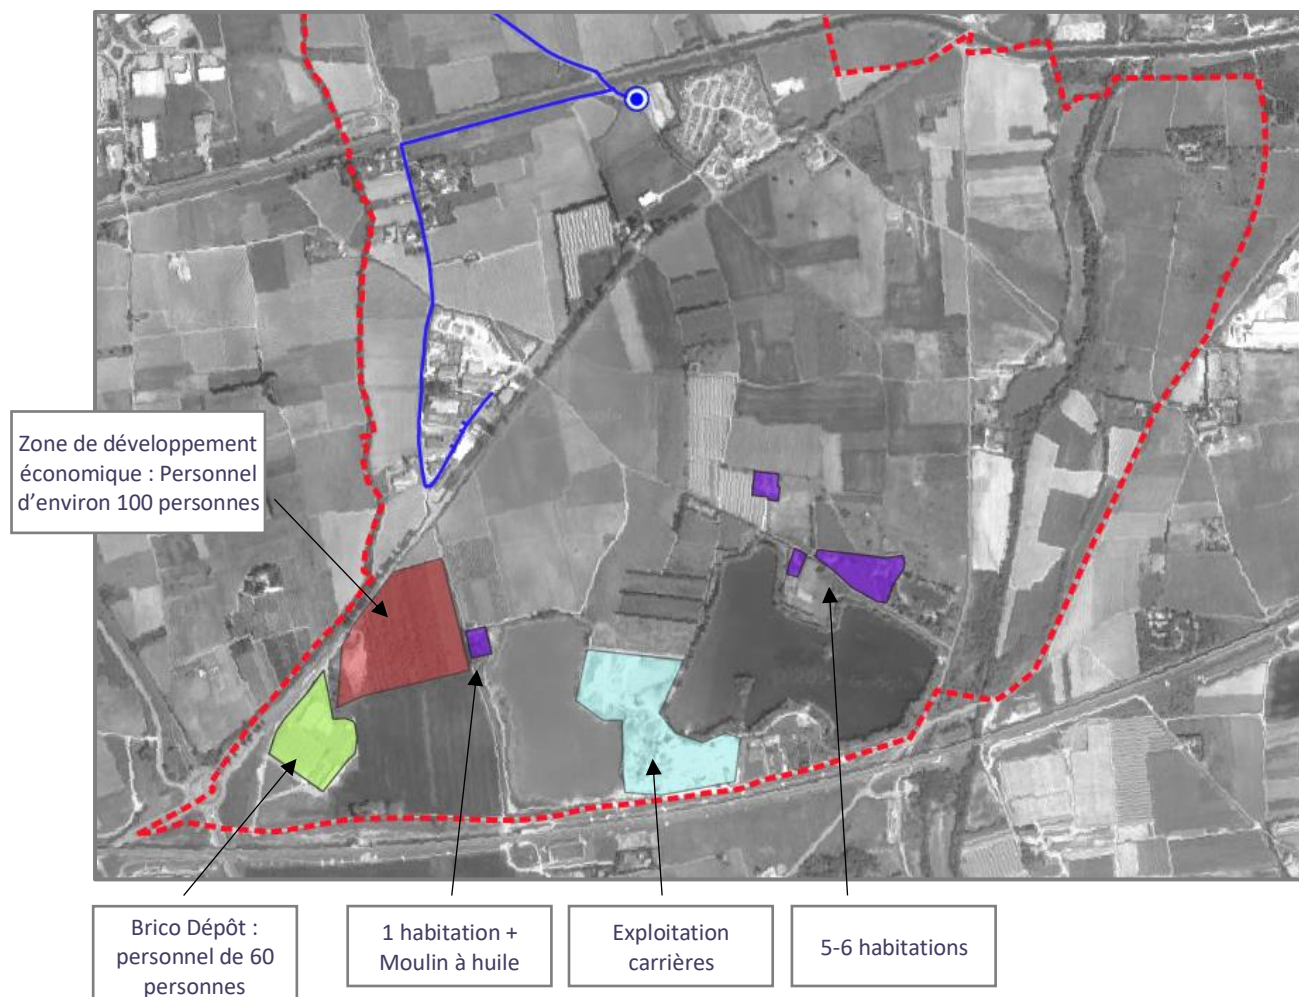 Zone de développement
économique : Personnel
d’environ 100 personnes
Brico Dépôt :
personnel de 60
personnes
1 habitation +
Moulin à huile
Exploitation
carrières
5-6 habitations